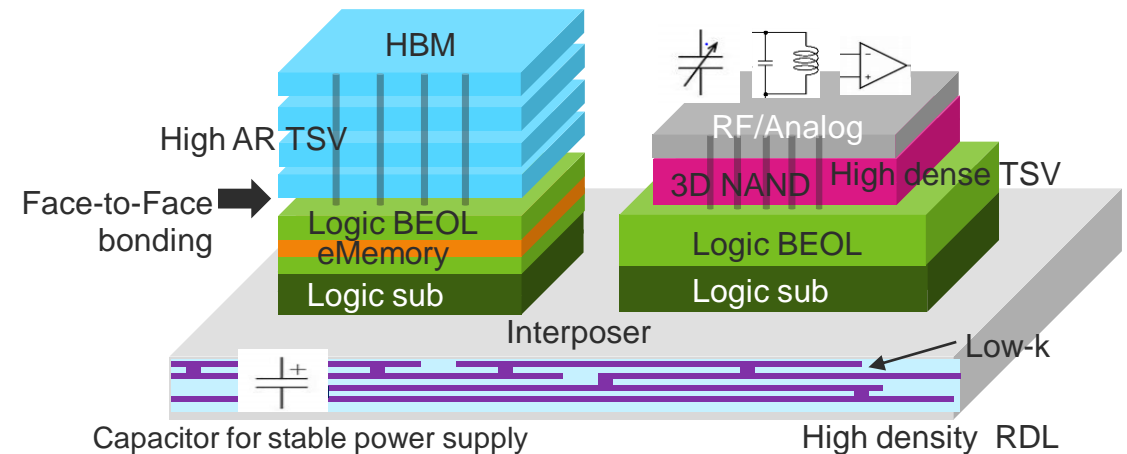 HBM
High AR TSV
Face-to-Face
bonding
Logic BEOL
eMemory
Logic sub
RF/Analog
3D NAND
High dense TSV
Logic BEOL
Logic sub
Interposer
Low-k
Capacitor for stable power supply
High density RDL